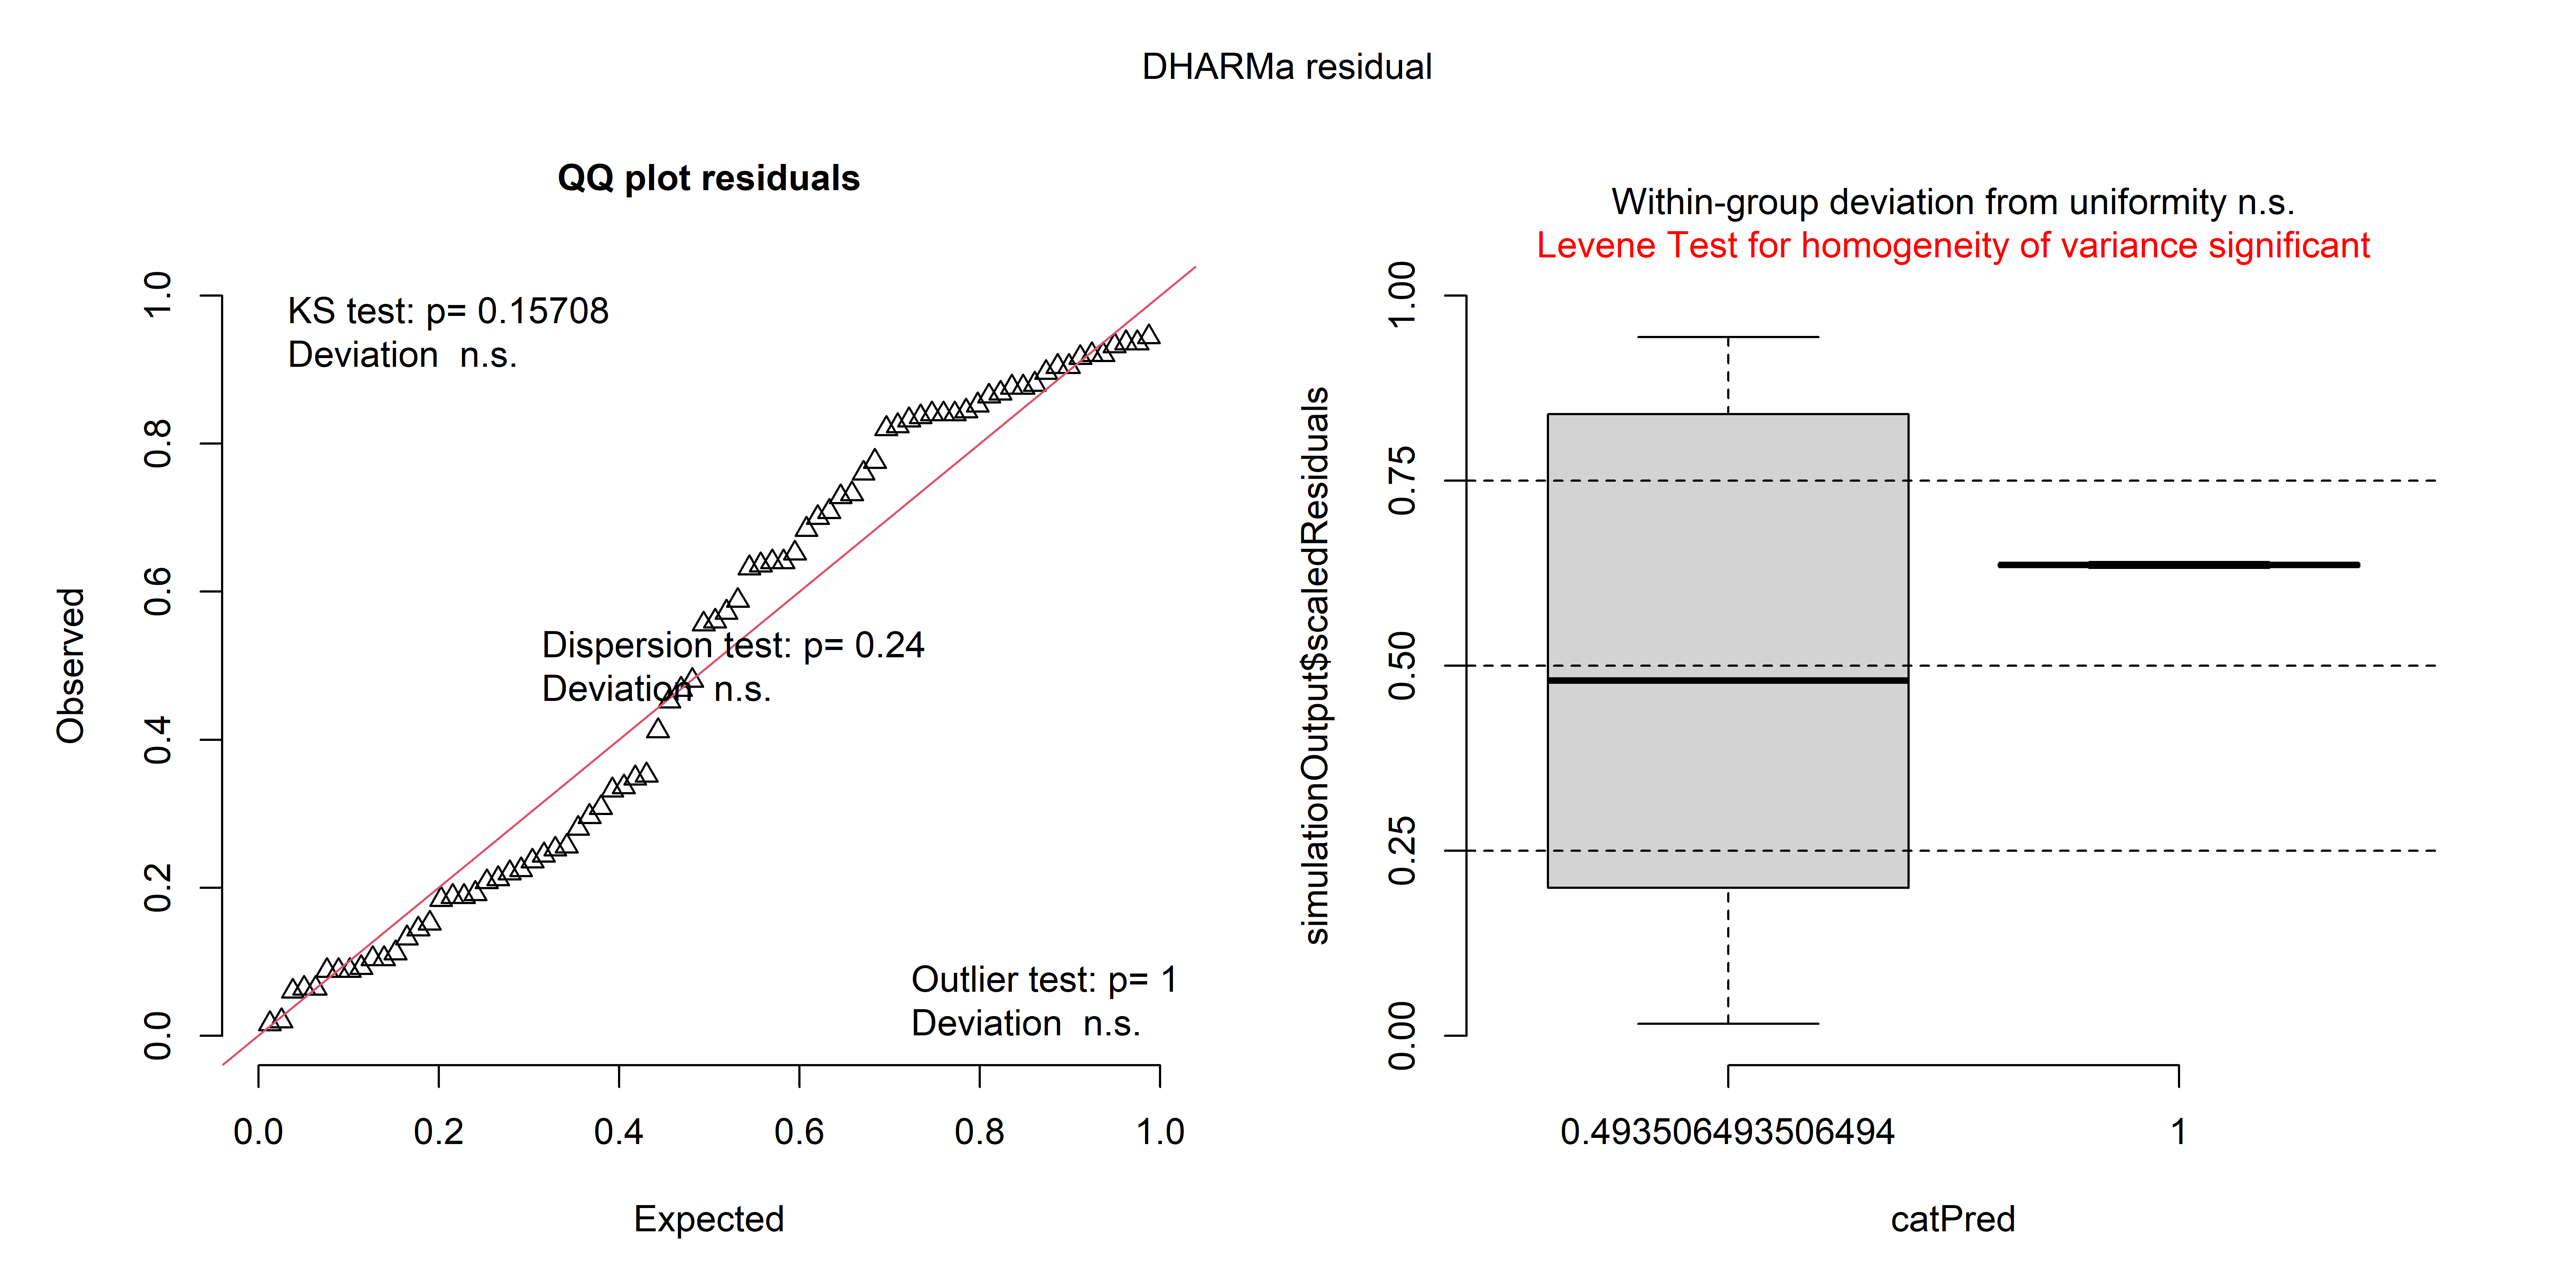 DHARMa residual
QQ plot residuals
KS test: p= 0.15708
Deviation  n.s.
Dispersion test: p= 0.24
Deviation  n.s.
Outlier test: p= 1
Deviation  n.s.
Observed
0.0
0.2
0.4
0.6
0.8
1.0
0.0
0.2
0.4
0.6
0.8
1.0
Expected
Within-group deviation from uniformity n.s.
Levene Test for homogeneity of variance significant
simulationOutput$scaledResiduals
0.00
0.25
0.50
0.75
1.00
0.493506493506494
1
catPred